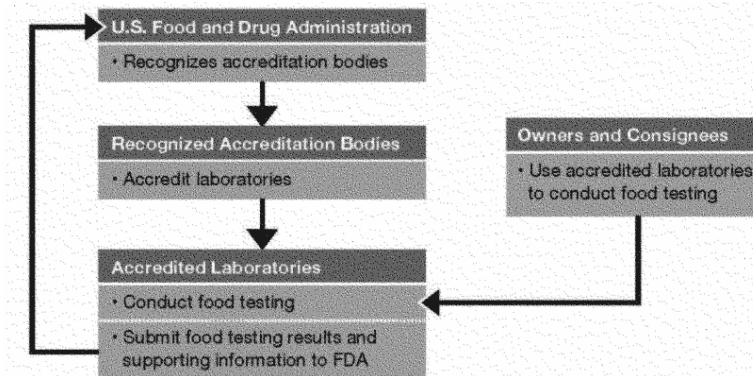 U.S. Food and Drug Administration
• Recognizes accreditation bodies
Recognized Accreditation Bodies
• Accredit laboratories
Owners and Consignees
• Use accredited laboratories
to conduct food testing
Accredited Laboratories
• Conduct food testing
• Submit food testing results and
supporting information to FDA